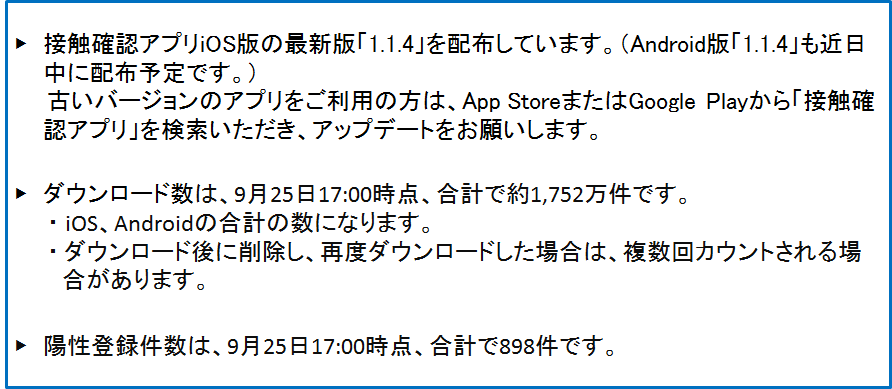 ▶ 接触確認アプリiOS版の最新版「1.1.4」を配布しています。（Android版「1.1.4」も近日
中に配布予定です。）
古いバージョンのアプリをご利用の方は、App StoreまたはGoogle Playから「接触確
認アプリ」を検索いただき、アップデートをお願いします。
▶ ダウンロード数は、9月25日17:00時点、合計で約1,752万件です。
・iOS、Androidの合計の数になります。
・ダウンロード後に削除し、再度ダウンロードした場合は、複数回カウントされる場
合があります。
▶ 陽性登録件数は、9月25日17:00時点、合計で898件です。